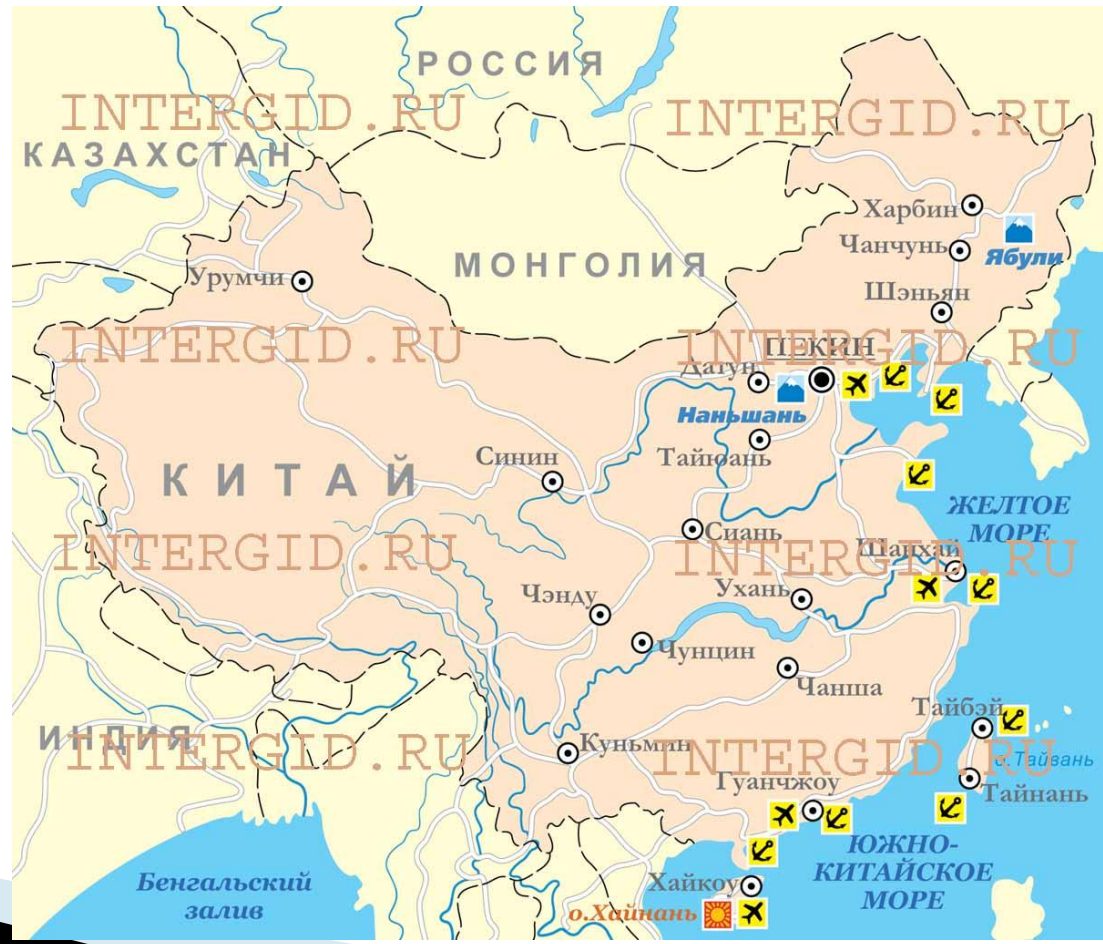 РОССИЯ
INTERGID.RU INTERGID.RU
КАЗАХСТАН
Харбин
Чанчунь
Ябули
МОНГОЛИЯ
Урумчи
Шэньян
INTERGID.RU INTERGID.RU
ПЕКИН
Датун
Наньшань
Тайюань
Синин
КИТАЙ
ЖЕЛТОЕ
МОРЕ
Сиань
INTERGID.RU INTERGID.RU
Шанхай
Чэнду
Ухань
Чунцин
Чанша
Тайбэй
ИНДИЯ
Куньмин
INTERGID.RU INTERGID.RU
о.Тайвань
Гуанчжоу
Тайнань
ЮЖНО-
КИТАЙСКОЕ
МОРЕ
Бенгальский
залив
Хайкоу
о.Хайнань